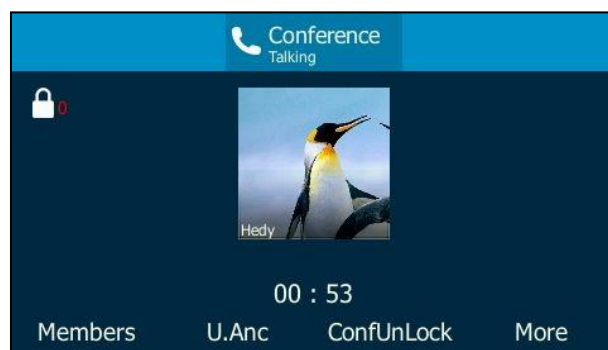 Conference
Talking
0
Hedy
00 : 53
Members U.Anc ConfUnLock More